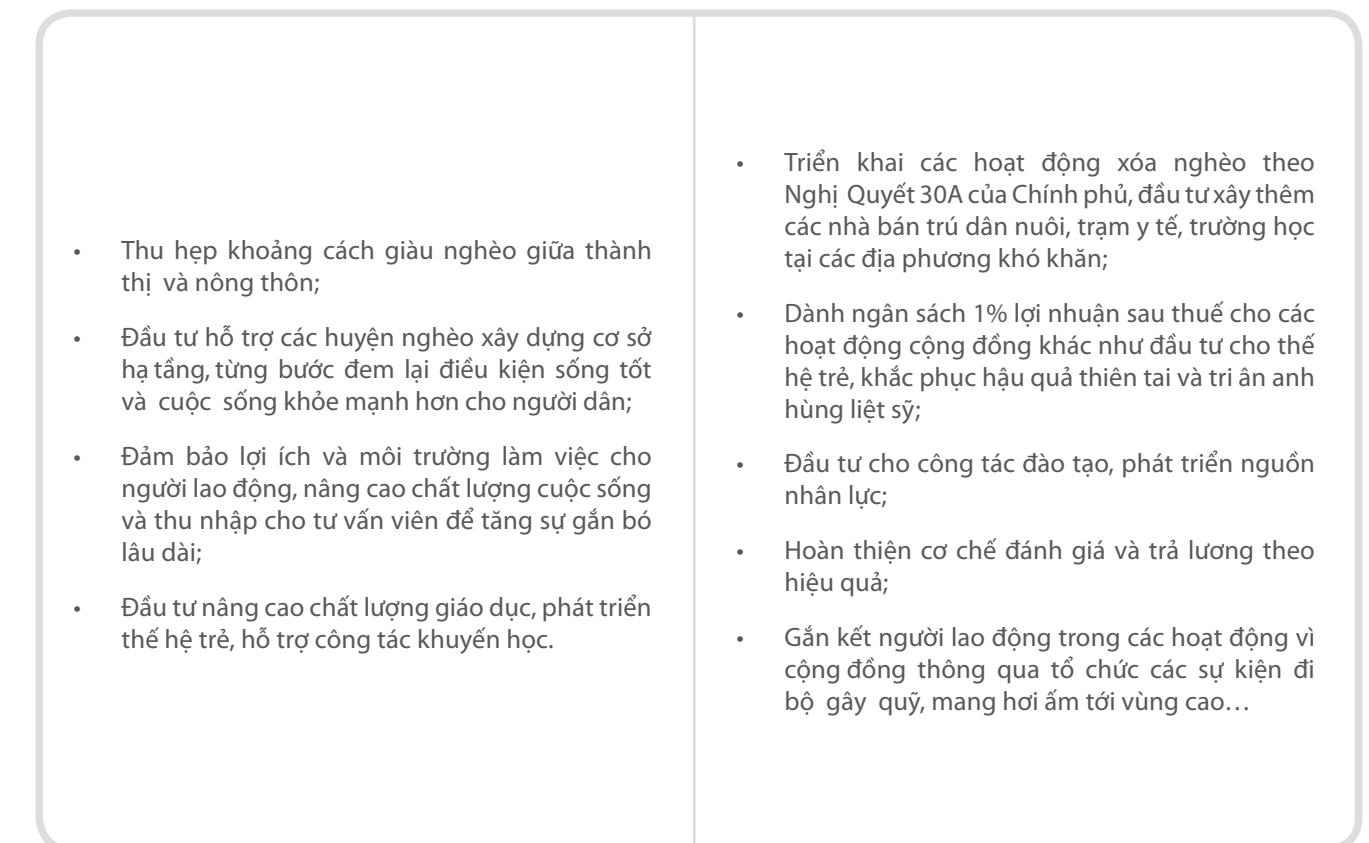 • Thu hẹp khoảng cách giàu nghèo giữa thành
thị và nông thôn;
• Đầu tư hỗ trợ các huyện nghèo xây dựng cơ sở
hạ tầng, từng bước đem lại điều kiện sống tốt
và cuộc sống khỏe mạnh hơn cho người dân;
• Đảm bảo lợi ích và môi trường làm việc cho
người lao động, nâng cao chất lượng cuộc sống
và thu nhập cho tư vấn viên để tăng sự gắn bó
lâu dài;
• Đầu tư nâng cao chất lượng giáo dục, phát triển
thế hệ trẻ, hỗ trợ công tác khuyến học.
• Triển khai các hoạt động xóa nghèo theo
Nghị Quyết 30A của Chính phủ, đầu tư xây thêm
các nhà bán trú dân nuôi, trạm y tế, trường học
tại các địa phương khó khăn;
• Dành ngân sách 1% lợi nhuận sau thuế cho các
hoạt động cộng đồng khác như đầu tư cho thế
hệ trẻ, khắc phục hậu quả thiên tai và tri ân anh
hùng liệt sỹ;
• Đầu tư cho công tác đào tạo, phát triển nguồn
nhân lực;
• Hoàn thiện cơ chế đánh giá và trả lương theo
hiệu quả;
• Gắn kết người lao động trong các hoạt động vì
cộng đồng thông qua tổ chức các sự kiện đi
bộ gây quỹ, mang hơi ấm tới vùng cao…